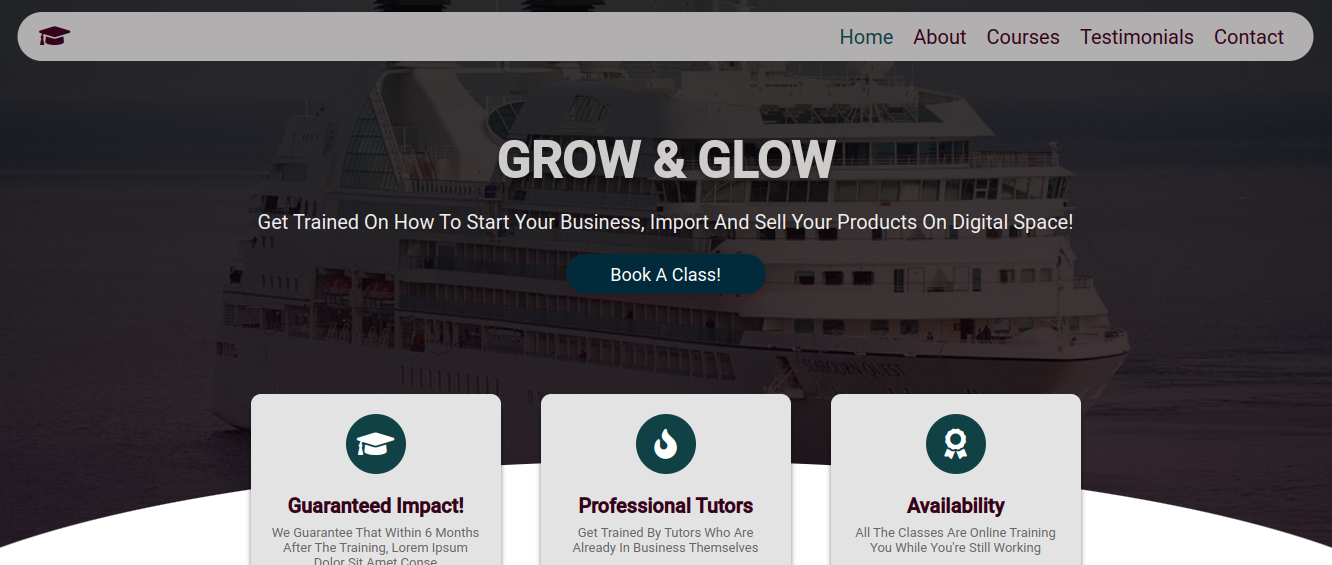 Home About Courses Testimonials Contact
GROW & GLOW
Get Trained On How To Start Your Business, Import And Sell Your Products On Digital Space!
Book A Class!
SEABOURN QUEST
Guaranteed Impact!
We Guarantee That Within 6 Months
After The Training, Lorem Ipsum
Dolor Sit Amet Conse
Professional Tutors
Get Trained By Tutors Who Are
Already In Business Themselves
Availability
All The Classes Are Online Training
You While You're Still Working